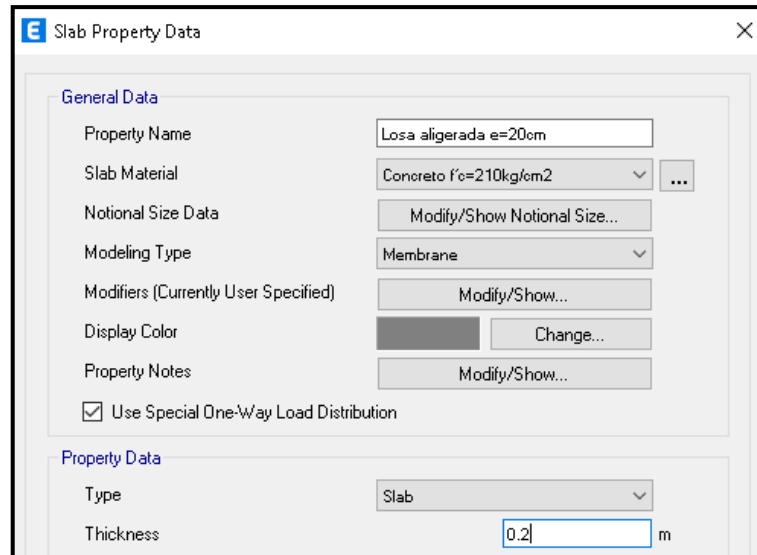 E Slab Property Data
General Data
Property Name Losa aligerada e=20cm
Slab Material Concreto f'c=210kg/cm2 ...
Notional Size Data Modify/Show Notional Size...
Modeling Type Membrane
Modifiers (Currently User Specified) Modify/Show...
Display Color Change...
Property Notes Modify/Show...
Use Special One-Way Load Distribution
Property Data
Type Slab
Thickness 0.2 m